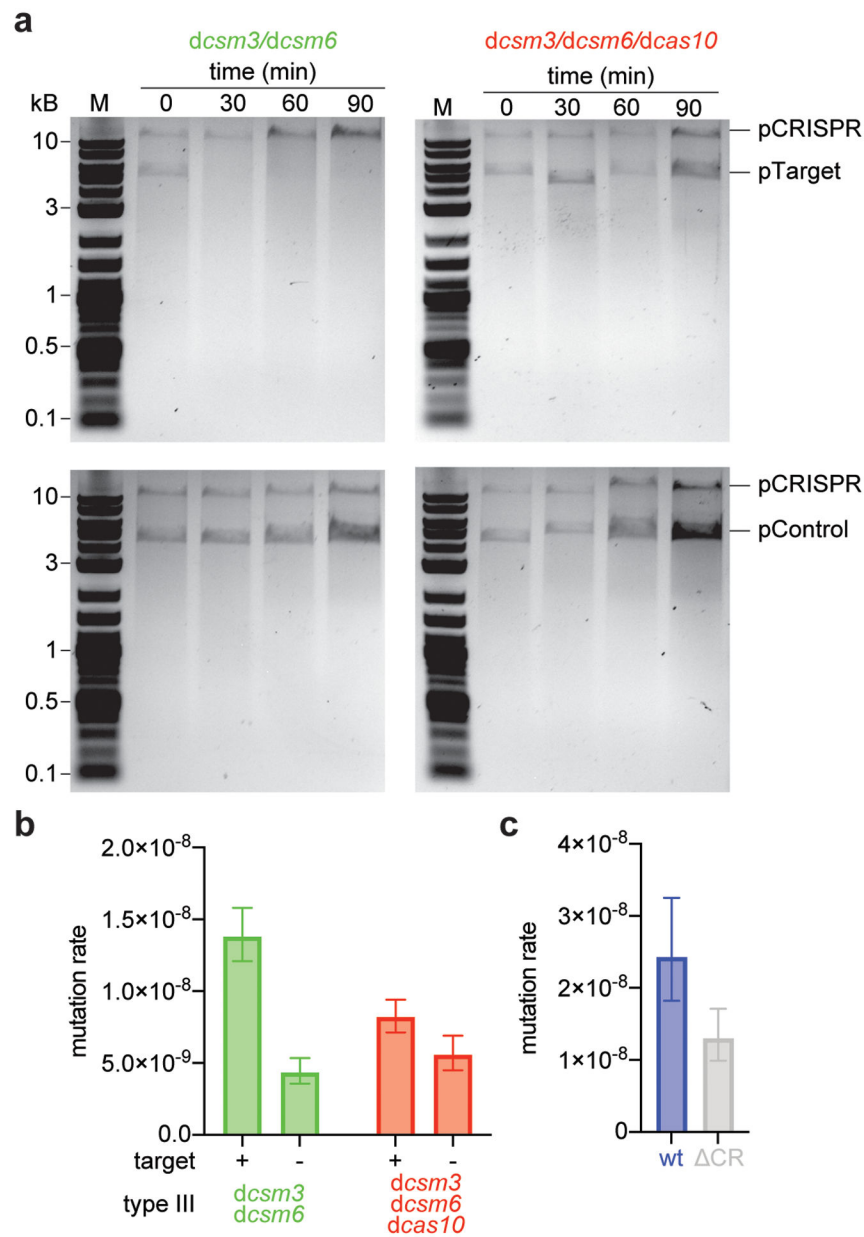 a
dcsm3/dcsm6
dcsm3/dcsm6/dcas10
time (min)
time (min)
kB M 0 30 60 90
M 0 30 60 90
10
3
1
0.5
0.1
pCRISPR
pTarget
10
3
1
0.5
0.1
pCRISPR
pControl
b
mutation rate
2.0×10-8
1.5×10-8
1.0×10-8
5.0×10-9
0.0
target + - + -
type III
dcsm3
dcsm6
dcsm3
dcsm6
dcas10
c
mutation rate
4×10-8
3×10-8
2×10-8
1×10-8
0
wt ΔCR